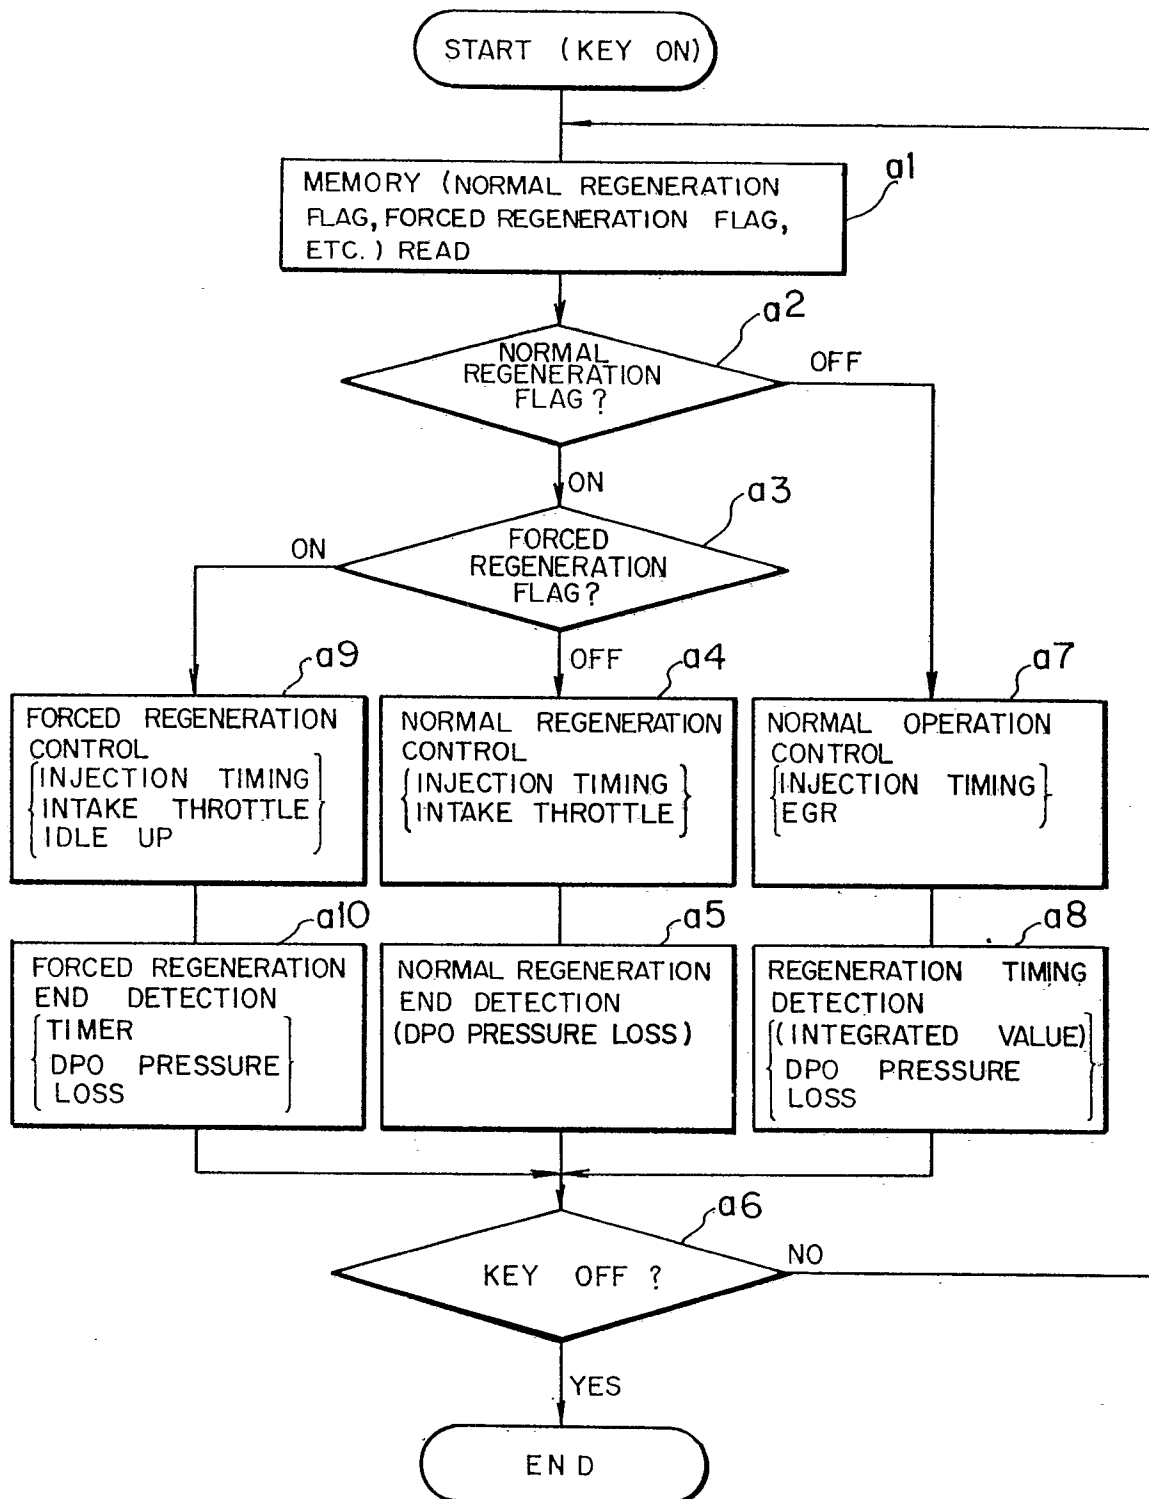 START (KEY ON)
a1
MEMORY (NORMAL REGENERATION
FLAG, FORCED REGENERATION FLAG,
ETC.) READ
a2
NORMAL
REGENERATION
FLAG?
OFF
ON
a3
FORCED
REGENERATION
FLAG?
ON
OFF
a9
FORCED REGENERATION
CONTROL
INJECTION TIMING
INTAKE THROTTLE
IDLE UP
a4
NORMAL REGENERATION
CONTROL
INJECTION TIMING
INTAKE THROTTLE
a7
NORMAL OPERATION
CONTROL
INJECTION TIMING
EGR
a10
FORCED REGENERATION
END DETECTION
TIMER
DPO PRESSURE
LOSS
a5
NORMAL REGENERATION
END DETECTION
(DPO PRESSURE LOSS)
a8
REGENERATION TIMING
DETECTION
(INTEGRATED VALUE)
DPO PRESSURE
LOSS
a6
KEY OFF ?
NO
YES
END